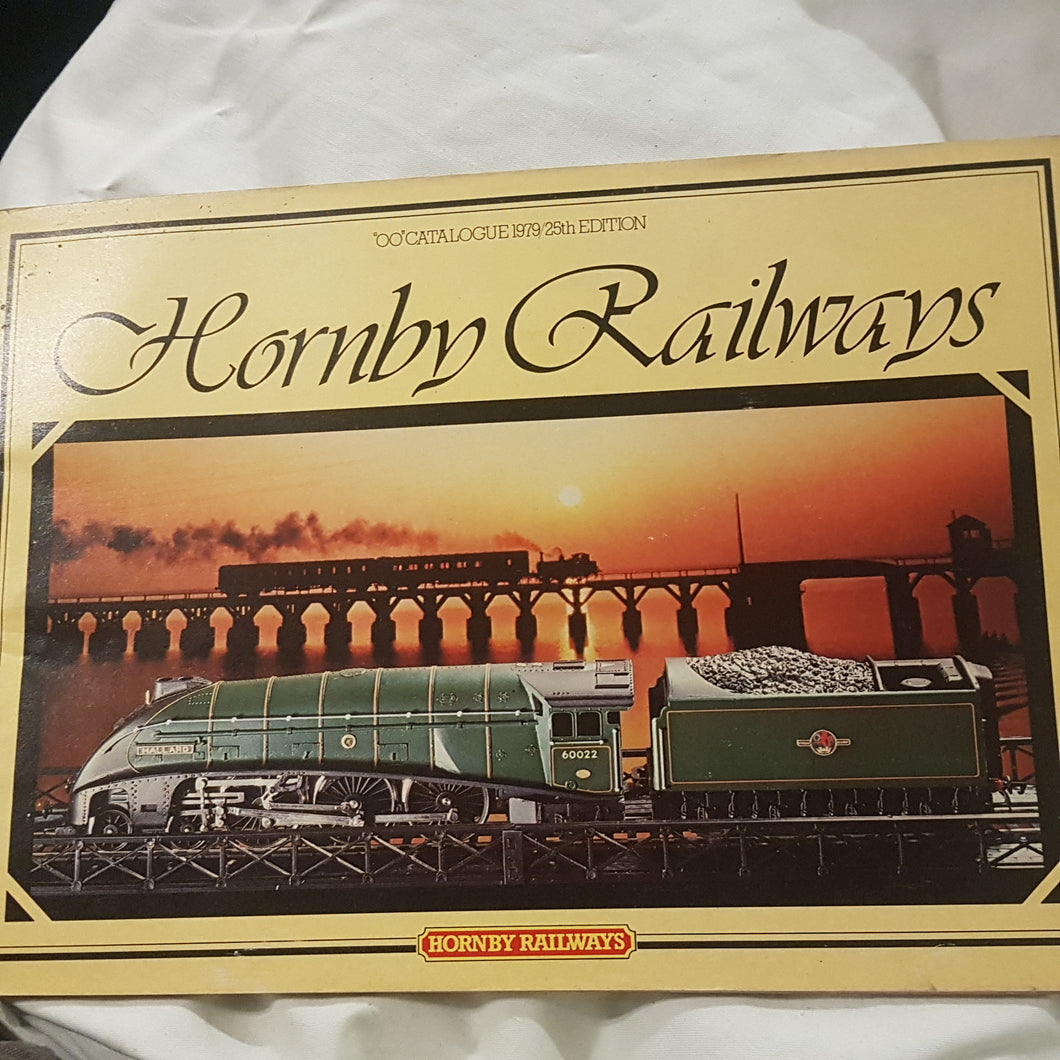 "OO" CATALOGUE 1979/25th EDITION
Hornby Railways
MALLARD
60022
HORNBY RAILWAYS